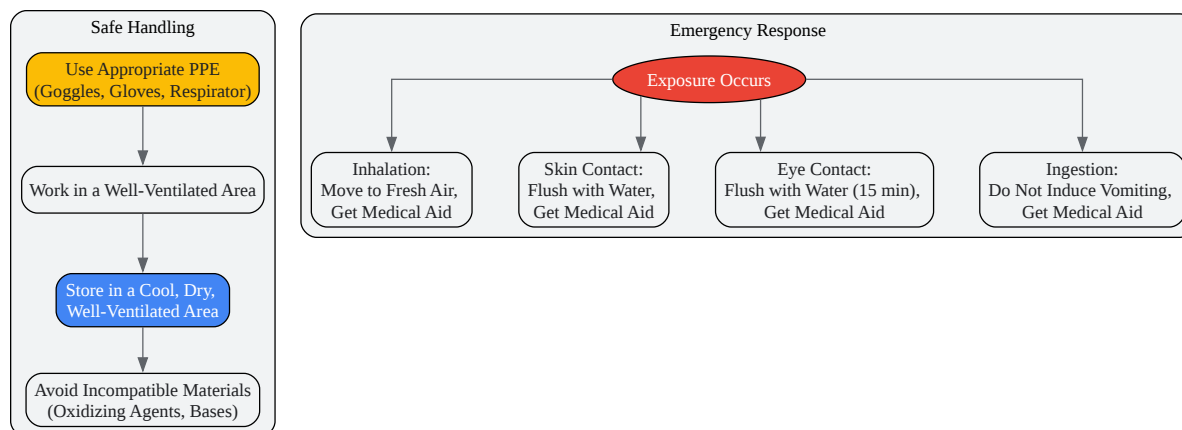 Safe Handling
Use Appropriate PPE
(Goggles, Gloves, Respirator)
Work in a Well-Ventilated Area
Store in a Cool, Dry,
Well-Ventilated Area
Avoid Incompatible Materials
(Oxidizing Agents, Bases)
Emergency Response
Exposure Occurs
Inhalation:
Move to Fresh Air,
Get Medical Aid
Skin Contact:
Flush with Water,
Get Medical Aid
Eye Contact:
Flush with Water (15 min),
Get Medical Aid
Ingestion:
Do Not Induce Vomiting,
Get Medical Aid